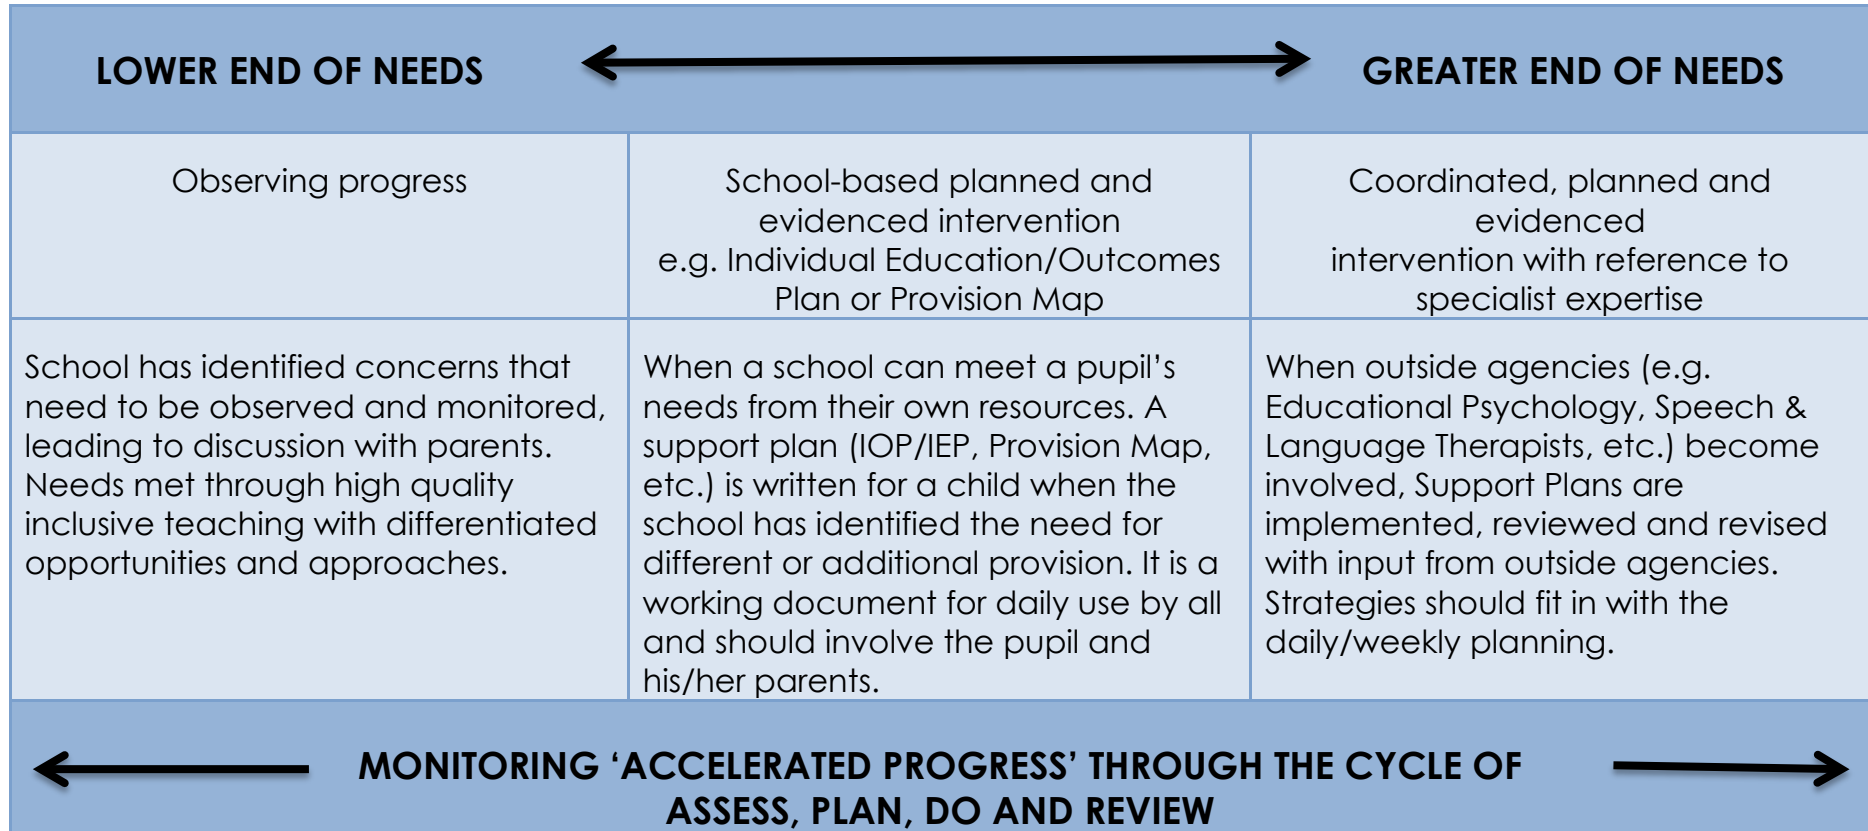 LOWER END OF NEEDS
GREATER END OF NEEDS
Observing progress
School-based planned and
evidenced intervention
e.g. Individual Education/Outcomes
Plan or Provision Map
Coordinated, planned and
evidenced
intervention with reference to
specialist expertise
School has identified concerns that
need to be observed and monitored,
leading to discussion with parents.
Needs met through high quality
inclusive teaching with differentiated
opportunities and approaches.
When a school can meet a pupil’s
needs from their own resources. A
support plan (IOP/IEP, Provision Map,
etc.) is written for a child when the
school has identified the need for
different or additional provision. It is a
working document for daily use by all
and should involve the pupil and
his/her parents.
When outside agencies (e.g.
Educational Psychology, Speech &
Language Therapists, etc.) become
involved, Support Plans are
implemented, reviewed and revised
with input from outside agencies.
Strategies should fit in with the
daily/weekly planning.
MONITORING ‘ACCELERATED PROGRESS’ THROUGH THE CYCLE OF
ASSESS, PLAN, DO AND REVIEW